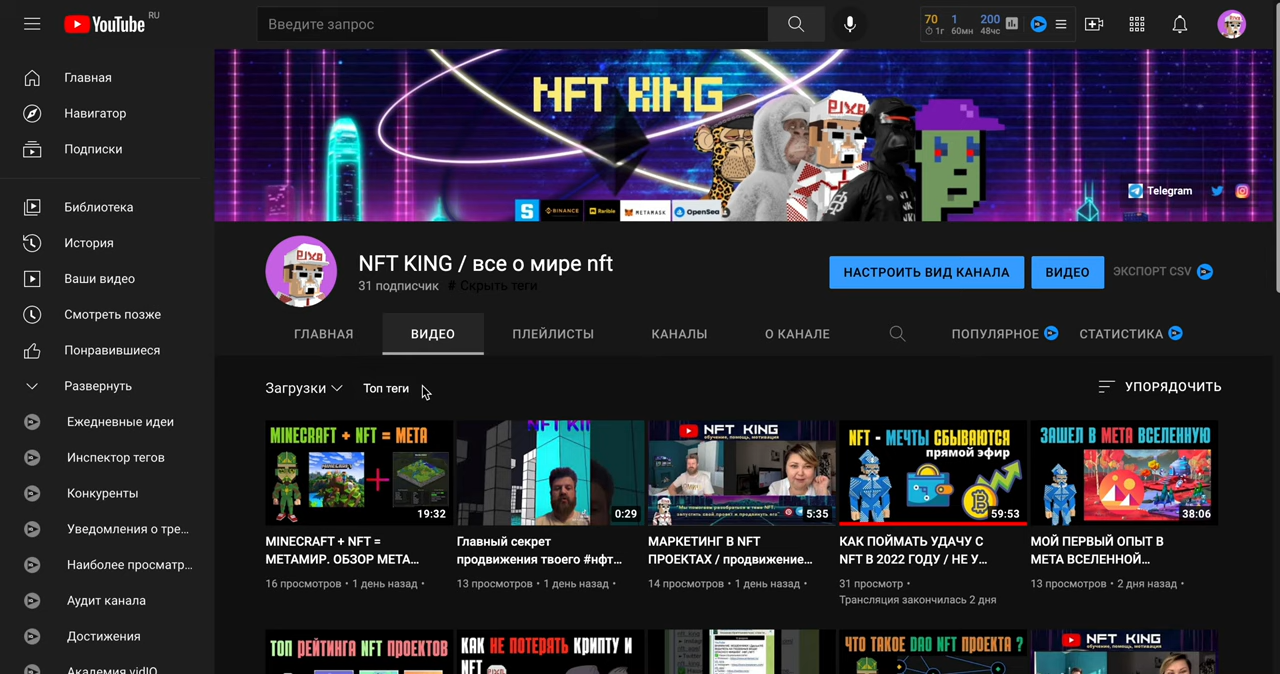 YouTube RU
Введите запрос
70 1 200
1г 60мн 48чс
Главная
Навигатор
Подписки
Библиотека
История
Ваши видео
Смотреть позже
Понравившиеся
Развернуть
Ежедневные идеи
Инспектор тегов
Конкуренты
Уведомления о тре...
Наиболее просматр...
Аудит канала
Достижения
Академия vidIQ
NFT KING
PIXA
BINANCE
Rarible
METAMASK
OpenSea
Telegram
NFT KING / все о мире nft
31 подписчик # Скрыть теги
НАСТРОИТЬ ВИД КАНАЛА
ВИДЕО
ЭКСПОРТ CSV
ГЛАВНАЯ
ВИДЕО
ПЛЕЙЛИСТЫ
КАНАЛЫ
О КАНАЛЕ
ПОПУЛЯРНОЕ
СТАТИСТИКА
Загрузки
Топ теги
УПОРЯДОЧИТЬ
MINECRAFT + NFT = META
19:32
MINECRAFT + NFT =
МЕТАМИР. ОБЗОР МЕТА...
16 просмотров • 1 день назад •
0:29
Главный секрет
продвижения твоего #нфт...
13 просмотров • 1 день назад •
NFT KING
обучение, помощь, мотивация
5:35
МАРКЕТИНГ В NFT
ПРОЕКТАХ / продвижение...
14 просмотров • 1 день назад •
NFT - МЕЧТЫ СБЫВАЮТСЯ
прямой эфир
59:53
КАК ПОЙМАТЬ УДАЧУ С
NFT В 2022 ГОДУ / НЕ У...
31 просмотр •
Трансляция закончилась 2 дня
ЗАШЕЛ В МЕТА ВСЕЛЕННУЮ
38:06
МОЙ ПЕРВЫЙ ОПЫТ В
МЕТА ВСЕЛЕННОЙ...
13 просмотров • 2 дня назад •
ТОП РЕЙТИНГА NFT ПРОЕКТОВ
КАК НЕ ПОТЕРЯТЬ КРИПТУ И
NFT
ЧТО ТАКОЕ DAO NFT ПРОЕКТА ?
NFT KING